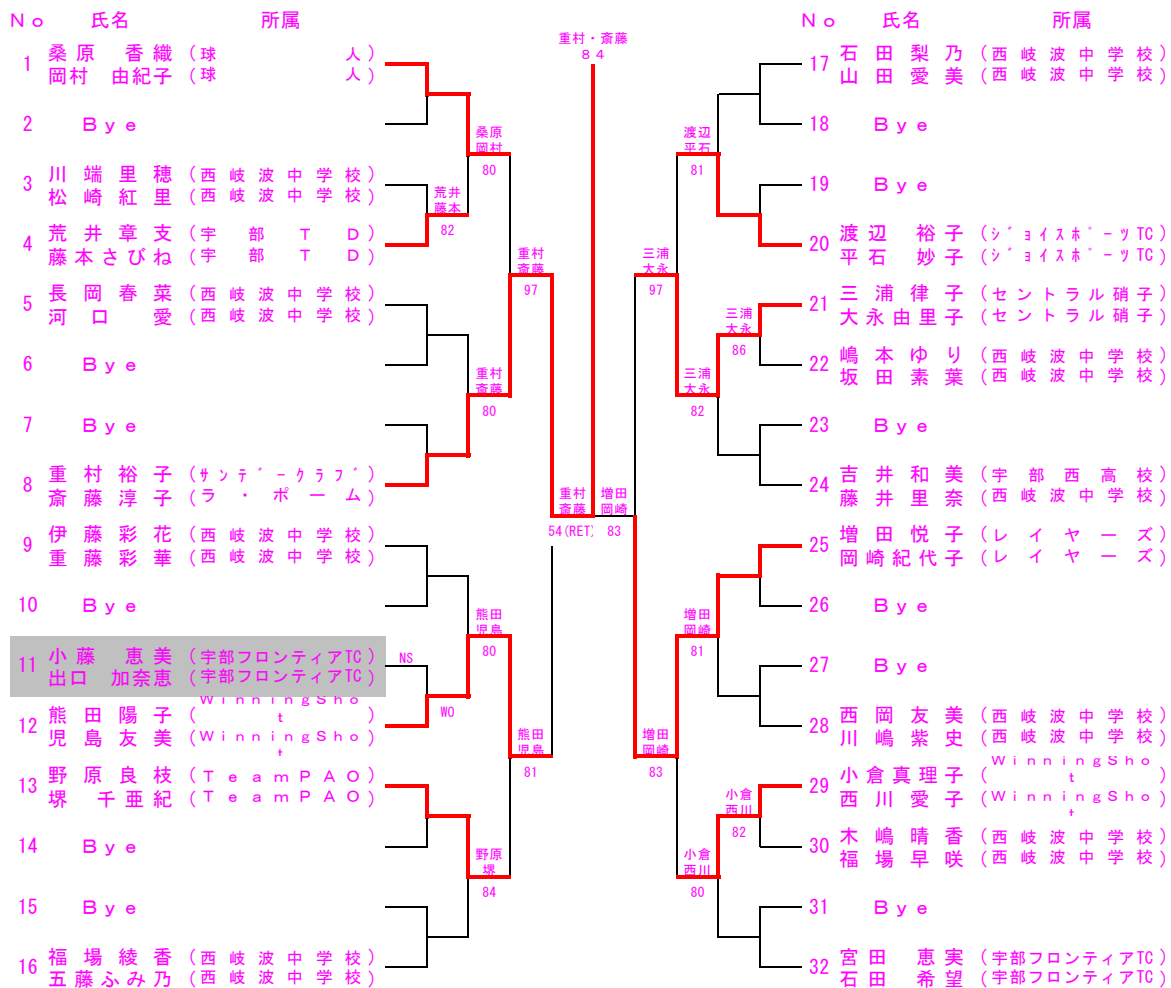 Ｎｏ 氏名 所属
1 桑原 香織 (球 人)
岡村 由紀子 (球 人)
2 Ｂｙｅ
3 川端里穂 (西岐波中学校)
松崎紅里 (西岐波中学校)
4 荒井章支 (宇部ＴＤ)
藤本さびね (宇部ＴＤ)
5 長岡春菜 (西岐波中学校)
河口 愛 (西岐波中学校)
6 Ｂｙｅ
7 Ｂｙｅ
8 重村裕子 (ｻﾝﾃﾞｰｸﾗﾌﾞ)
斎藤淳子 (ラ・ポーム)
9 伊藤彩花 (西岐波中学校)
重藤彩華 (西岐波中学校)
10 Ｂｙｅ
11 小藤 恵美 (宇部フロンティアTC)
出口 加奈恵 (宇部フロンティアTC)
12 熊田陽子 (ＷｉｎｎｉｎｇＳｈｏｔ)
児島友美 (ＷｉｎｎｉｎｇＳｈｏｔ)
13 野原良枝 (ＴｅａｍＰＡＯ)
堺 千亜紀 (ＴｅａｍＰＡＯ)
14 Ｂｙｅ
15 Ｂｙｅ
16 福場綾香 (西岐波中学校)
五藤ふみ乃 (西岐波中学校)
荒井
藤本
82
NS
WO
桑原
岡村
80
重村
斎藤
80
熊田
児島
80
野原
堺
84
重村
斎藤
97
熊田
児島
81
重村
斎藤
54(RET)
重村・斎藤
８４
増田
岡崎
83
三浦
大永
97
増田
岡崎
83
渡辺
平石
81
三浦
大永
82
増田
岡崎
81
小倉
西川
80
三浦
大永
86
小倉
西川
82
Ｎｏ 氏名 所属
17 石田梨乃 (西岐波中学校)
山田愛美 (西岐波中学校)
18 Ｂｙｅ
19 Ｂｙｅ
20 渡辺 裕子 (ｼﾞｮｲｽﾎﾟｰﾂTC)
平石 妙子 (ｼﾞｮｲｽﾎﾟｰﾂTC)
21 三浦律子 (セントラル硝子)
大永由里子 (セントラル硝子)
22 嶋本ゆり (西岐波中学校)
坂田素葉 (西岐波中学校)
23 Ｂｙｅ
24 吉井和美 (宇部西高校)
藤井里奈 (西岐波中学校)
25 増田悦子 (レイヤーズ)
岡崎紀代子 (レイヤーズ)
26 Ｂｙｅ
27 Ｂｙｅ
28 西岡友美 (西岐波中学校)
川嶋紫史 (西岐波中学校)
29 小倉真理子 (ＷｉｎｎｉｎｇＳｈｏｔ)
西川愛子 (ＷｉｎｎｉｎｇＳｈｏｔ)
30 木嶋晴香 (西岐波中学校)
福場早咲 (西岐波中学校)
31 Ｂｙｅ
32 宮田 恵実 (宇部フロンティアTC)
石田 希望 (宇部フロンティアTC)